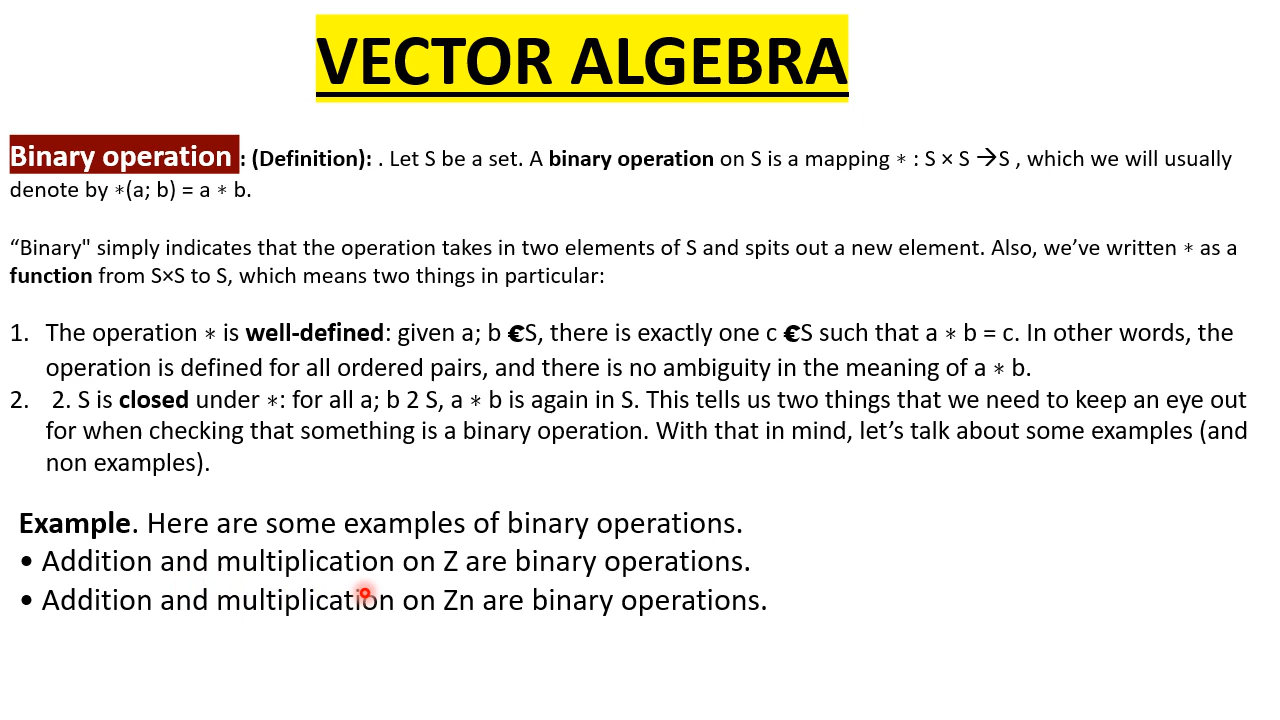 VECTOR ALGEBRA
Binary operation : (Definition): . Let S be a set. A binary operation on S is a mapping ∗ : S × S →S , which we will usually
denote by ∗(a; b) = a ∗ b.
“Binary" simply indicates that the operation takes in two elements of S and spits out a new element. Also, we’ve written ∗ as a
function from S×S to S, which means two things in particular:
1. The operation ∗ is well-defined: given a; b €S, there is exactly one c €S such that a ∗ b = c. In other words, the
operation is defined for all ordered pairs, and there is no ambiguity in the meaning of a ∗ b.
2. 2. S is closed under ∗: for all a; b 2 S, a ∗ b is again in S. This tells us two things that we need to keep an eye out
for when checking that something is a binary operation. With that in mind, let’s talk about some examples (and
non examples).
Example. Here are some examples of binary operations.
• Addition and multiplication on Z are binary operations.
• Addition and multiplication on Zn are binary operations.